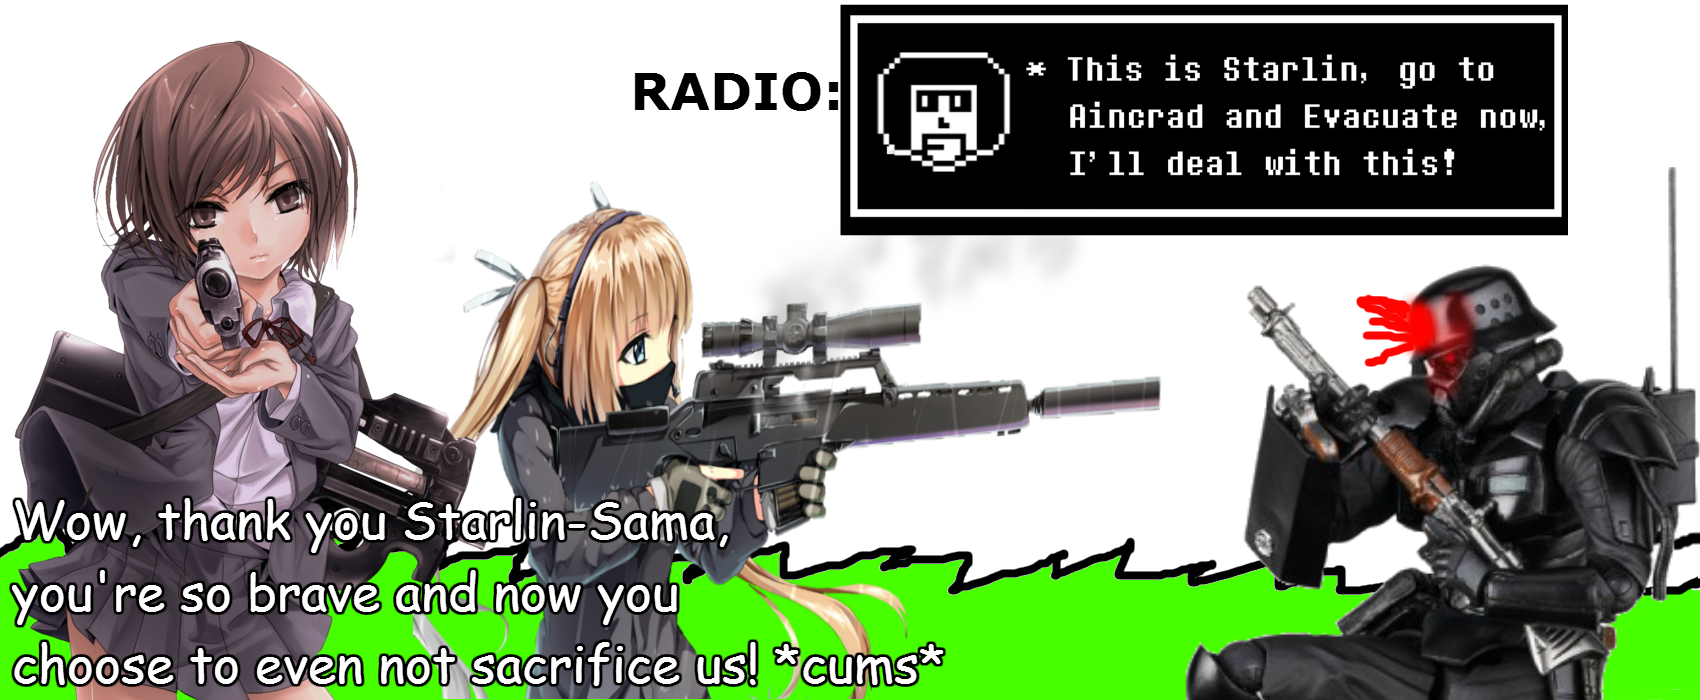 RADIO:
* This is Starlin, go to
Aincrad and Evacuate now,
I'll deal with this!
Wow, thank you Starlin-Sama,
you're so brave and now you
choose to even not sacrifice us! *cums*